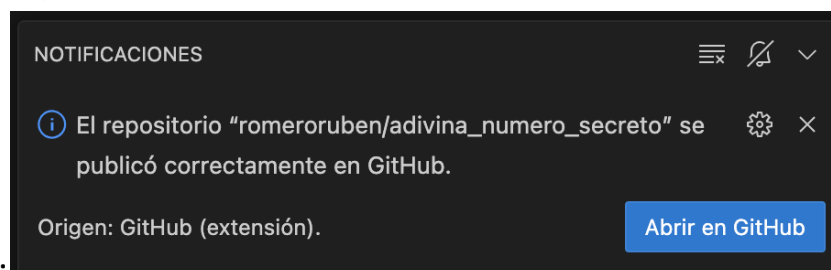 NOTIFICACIONES
El repositorio “romeroruben/adivina_numero_secreto” se
publicó correctamente en GitHub.
Origen: GitHub (extensión).
Abrir en GitHub